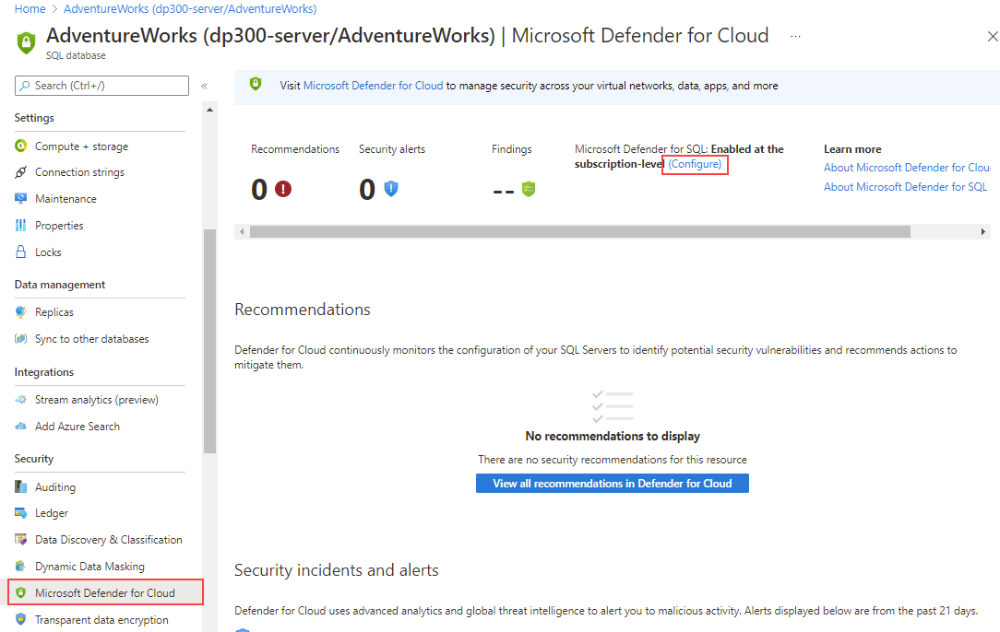 Home > AdventureWorks (dp300-server/AdventureWorks)
AdventureWorks (dp300-server/AdventureWorks) | Microsoft Defender for Cloud ...
SQL database
Search (Ctrl+/)
«
Settings
Compute + storage
Connection strings
Maintenance
Properties
Locks
Data management
Replicas
Sync to other databases
Integrations
Stream analytics (preview)
Add Azure Search
Security
Auditing
Ledger
Data Discovery & Classification
Dynamic Data Masking
Microsoft Defender for Cloud
Transparent data encryption
Visit Microsoft Defender for Cloud to manage security across your virtual networks, data, apps, and more
Recommendations
0
Security alerts
0
Findings
--
Microsoft Defender for SQL: Enabled at the
subscription-level (Configure)
Learn more
About Microsoft Defender for Clou
About Microsoft Defender for SQL
Recommendations
Defender for Cloud continuously monitors the configuration of your SQL Servers to identify potential security vulnerabilities and recommends actions to
mitigate them.
No recommendations to display
There are no security recommendations for this resource
View all recommendations in Defender for Cloud
Security incidents and alerts
Defender for Cloud uses advanced analytics and global threat intelligence to alert you to malicious activity. Alerts displayed below are from the past 21 days.